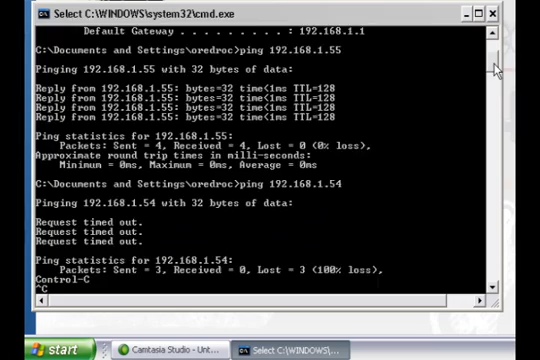 Select C:\WINDOWS\system32\cmd.exe
Default Gateway . . . . . . . . . : 192.168.1.1
C:\Documents and Settings\oredroc>ping 192.168.1.55
Pinging 192.168.1.55 with 32 bytes of data:
Reply from 192.168.1.55: bytes=32 time<1ms TTL=128
Reply from 192.168.1.55: bytes=32 time<1ms TTL=128
Reply from 192.168.1.55: bytes=32 time<1ms TTL=128
Reply from 192.168.1.55: bytes=32 time<1ms TTL=128
Ping statistics for 192.168.1.55:
Packets: Sent = 4, Received = 4, Lost = 0 (0% loss),
Approximate round trip times in milli-seconds:
Minimum = 0ms, Maximum = 0ms, Average = 0ms
C:\Documents and Settings\oredroc>ping 192.168.1.54
Pinging 192.168.1.54 with 32 bytes of data:
Request timed out.
Request timed out.
Request timed out.
Ping statistics for 192.168.1.54:
Packets: Sent = 3, Received = 0, Lost = 3 (100% loss),
Control-C
^C
start
Camtasia Studio - Unt...
Select C:\WINDOWS\...